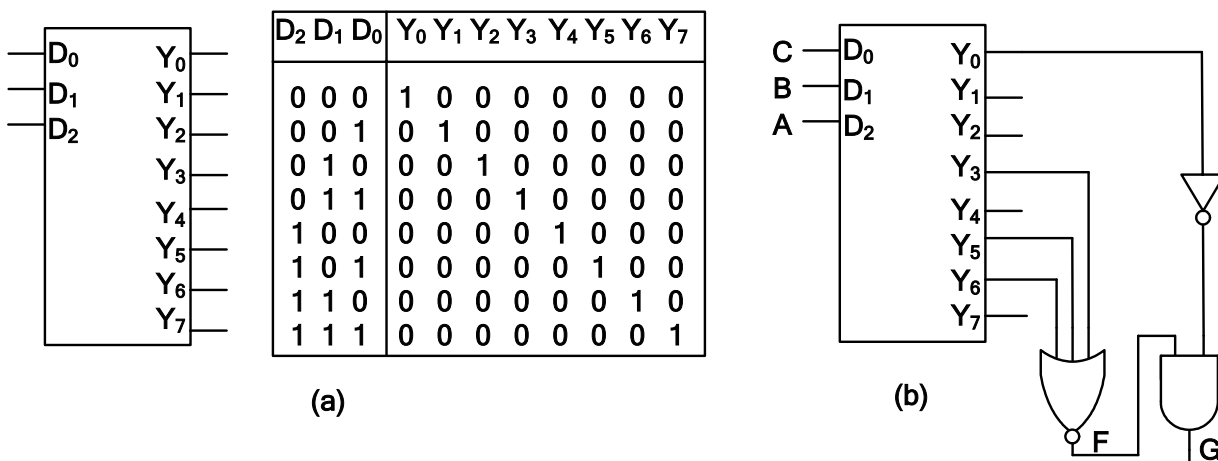 D₀ Y₀
D₁ Y₁
D₂ Y₂
Y₃
Y₄
Y₅
Y₆
Y₇
D₂ D₁ D₀ Y₀ Y₁ Y₂ Y₃ Y₄ Y₅ Y₆ Y₇
0 0 0 1 0 0 0 0 0 0 0
0 0 1 0 1 0 0 0 0 0 0
0 1 0 0 0 1 0 0 0 0 0
0 1 1 0 0 0 1 0 0 0 0
1 0 0 0 0 0 0 1 0 0 0
1 0 1 0 0 0 0 0 1 0 0
1 1 0 0 0 0 0 0 0 1 0
1 1 1 0 0 0 0 0 0 0 1
(a)
C D₀ Y₀
B D₁ Y₁
A D₂ Y₂
Y₃
Y₄
Y₅
Y₆
Y₇
F
G
(b)